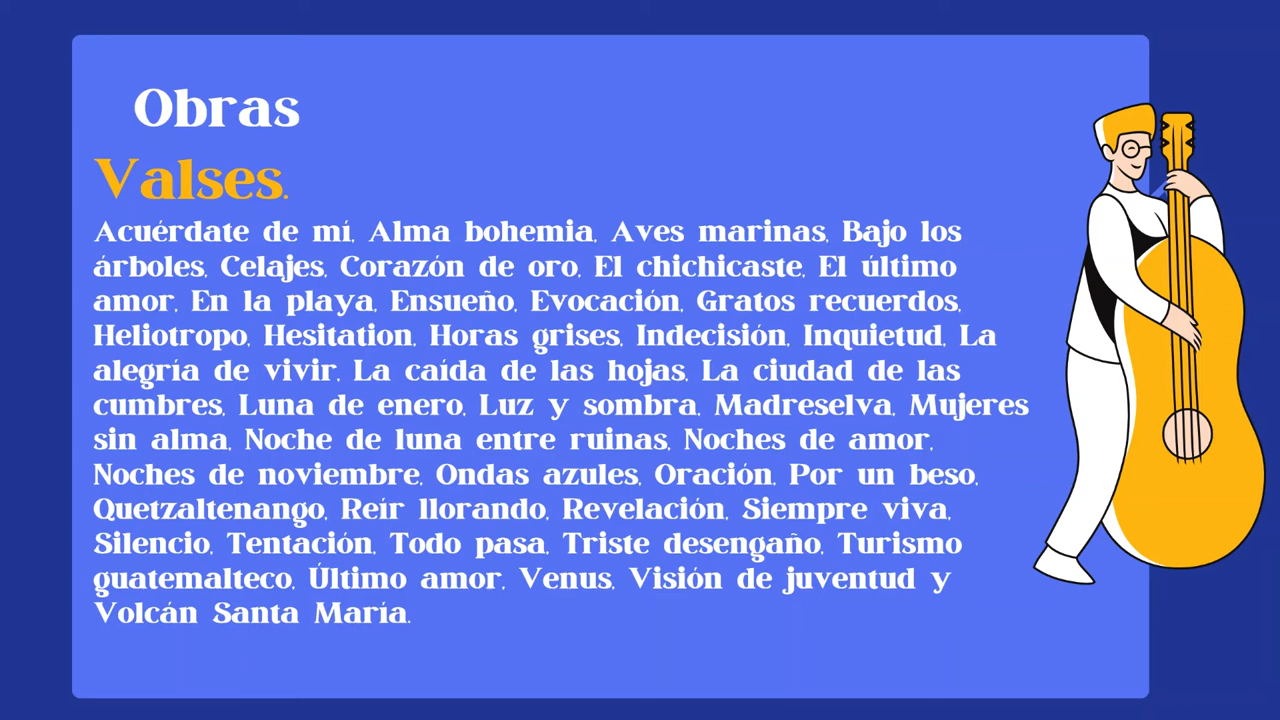 Obras
Valses.
Acuérdate de mí, Alma bohemia, Aves marinas, Bajo los
árboles, Celajes, Corazón de oro, El chichicaste, El último
amor, En la playa, Ensueño, Evocación, Gratos recuerdos,
Heliotropo, Hesitation, Horas grises, Indecisión, Inquietud, La
alegría de vivir, La caída de las hojas, La ciudad de las
cumbres, Luna de enero, Luz y sombra, Madreselva, Mujeres
sin alma, Noche de luna entre ruinas, Noches de amor,
Noches de noviembre, Ondas azules, Oración, Por un beso,
Quetzaltenango, Reír llorando, Revelación, Siempre viva,
Silencio, Tentación, Todo pasa, Triste desengaño, Turismo
guatemalteco, Último amor, Venus, Visión de juventud y
Volcán Santa María.